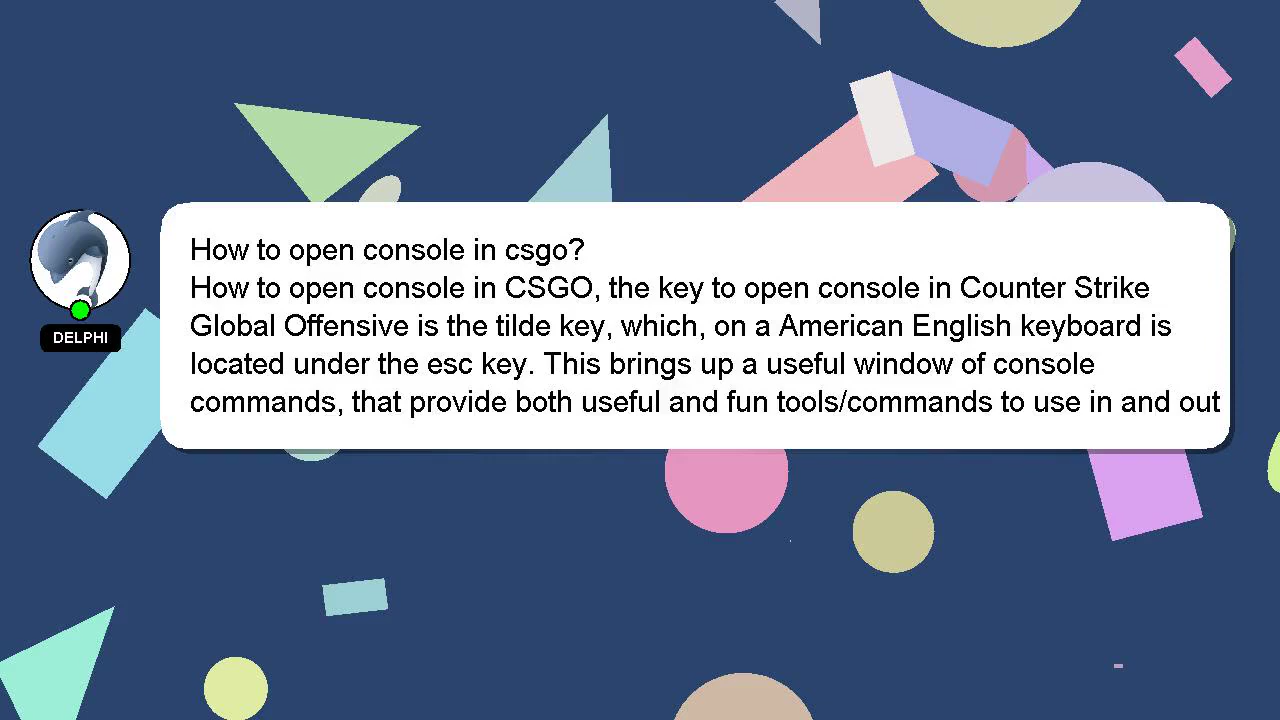 How to open console in csgo?
How to open console in CSGO, the key to open console in Counter Strike
Global Offensive is the tilde key, which, on a American English keyboard is
located under the esc key. This brings up a useful window of console
commands, that provide both useful and fun tools/commands to use in and out
DELPHI